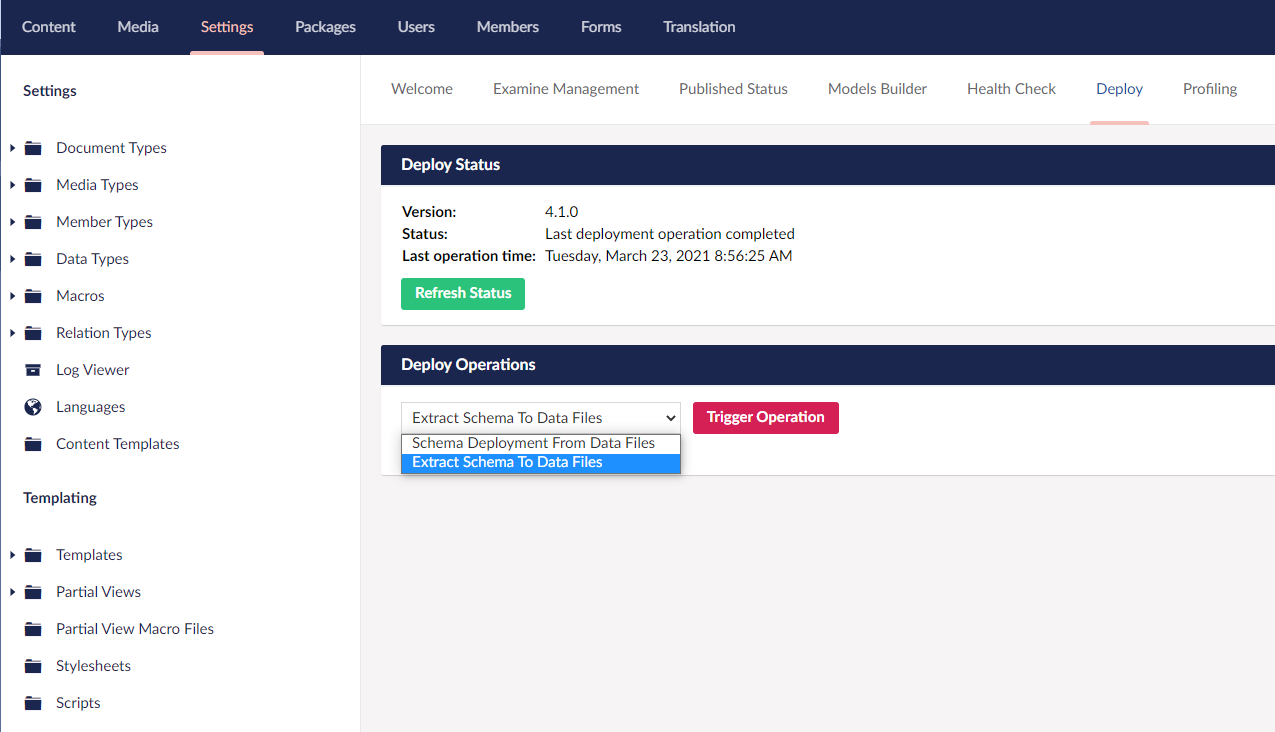 Content Media Settings Packages Users Members Forms Translation
Settings
Document Types
Media Types
Member Types
Data Types
Macros
Relation Types
Log Viewer
Languages
Content Templates
Templating
Templates
Partial Views
Partial View Macro Files
Stylesheets
Scripts
Welcome Examine Management Published Status Models Builder Health Check Deploy Profiling
Deploy Status
Version: 4.1.0
Status: Last deployment operation completed
Last operation time: Tuesday, March 23, 2021 8:56:25 AM
Refresh Status
Deploy Operations
Extract Schema To Data Files Trigger Operation
Schema Deployment From Data Files
Extract Schema To Data Files